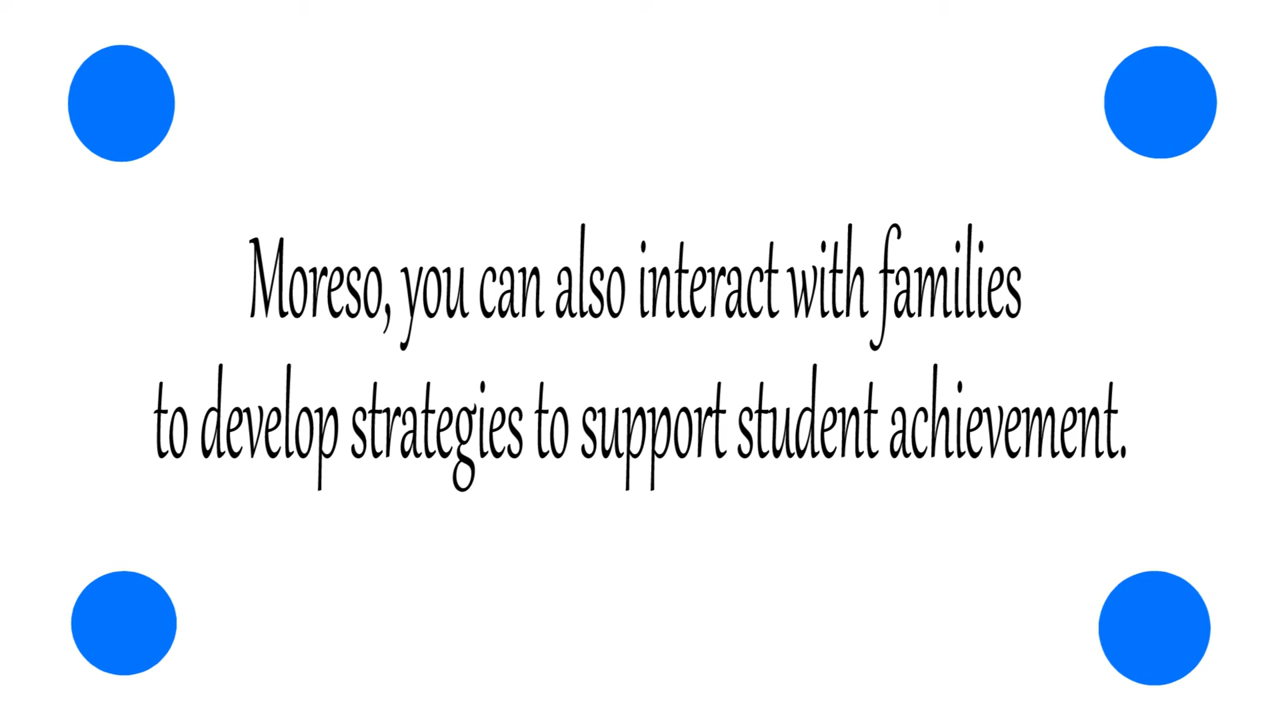 Moreso, you can also interact with families
to develop strategies to support student achievement.